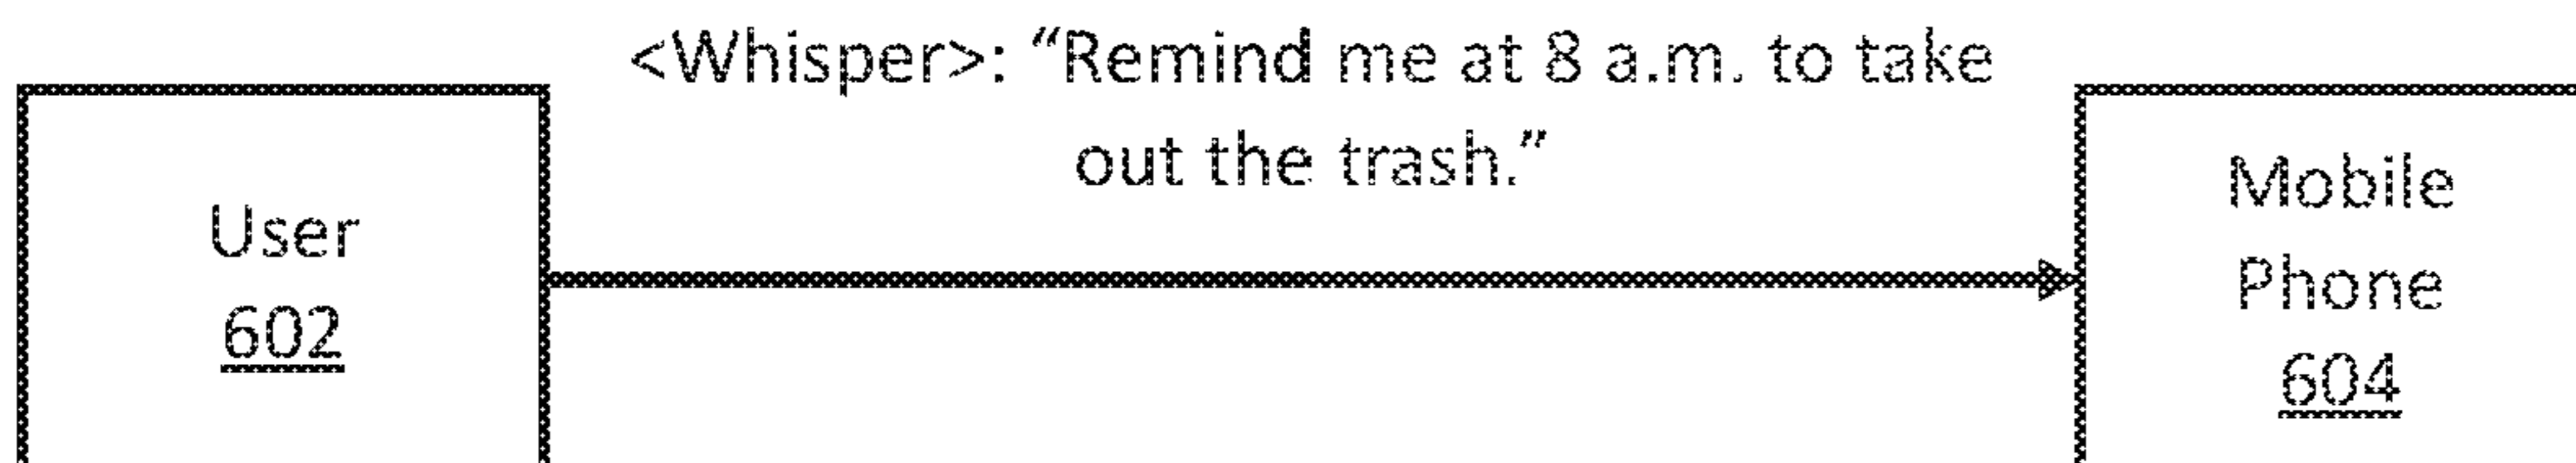 <Whisper>: “Remind me at 8 a.m. to take
out the trash.”
User
602
Mobile
Phone
604